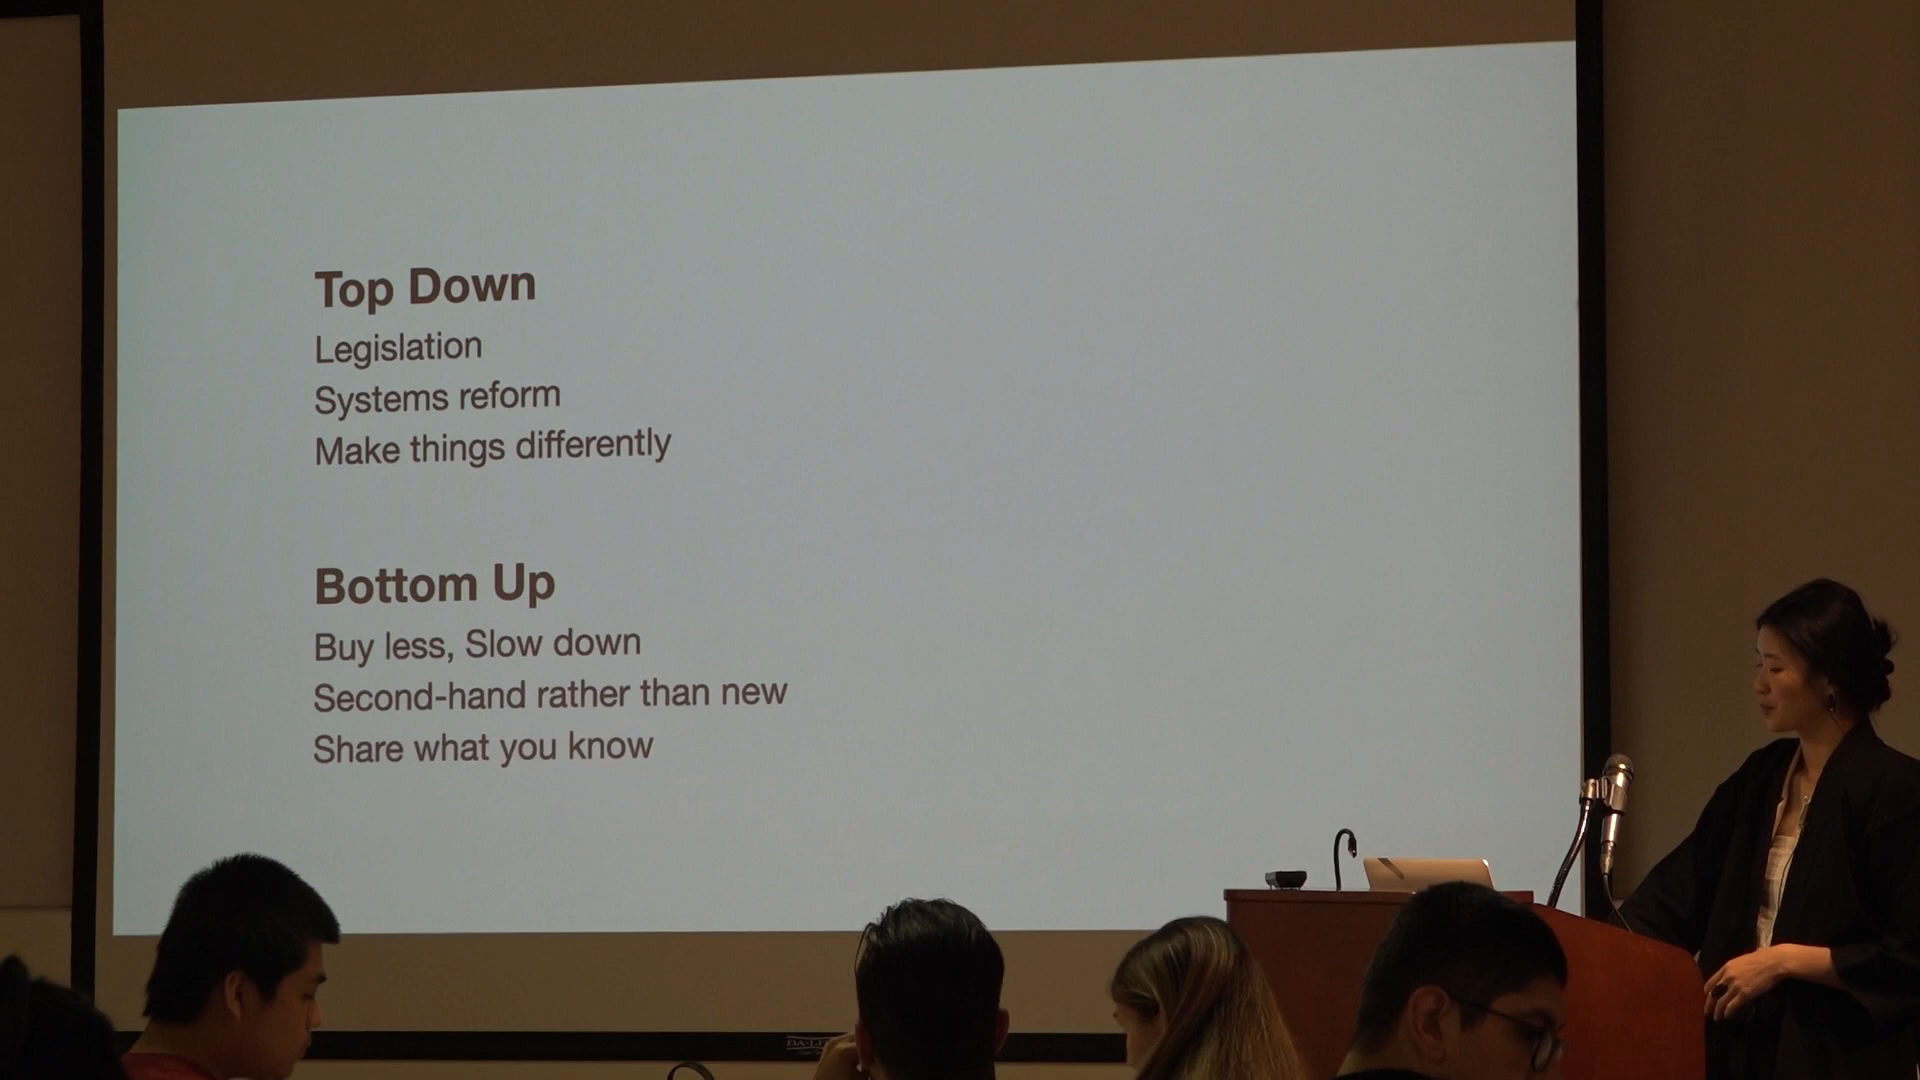 Top Down
Legislation
Systems reform
Make things differently
Bottom Up
Buy less, Slow down
Second-hand rather than new
Share what you know